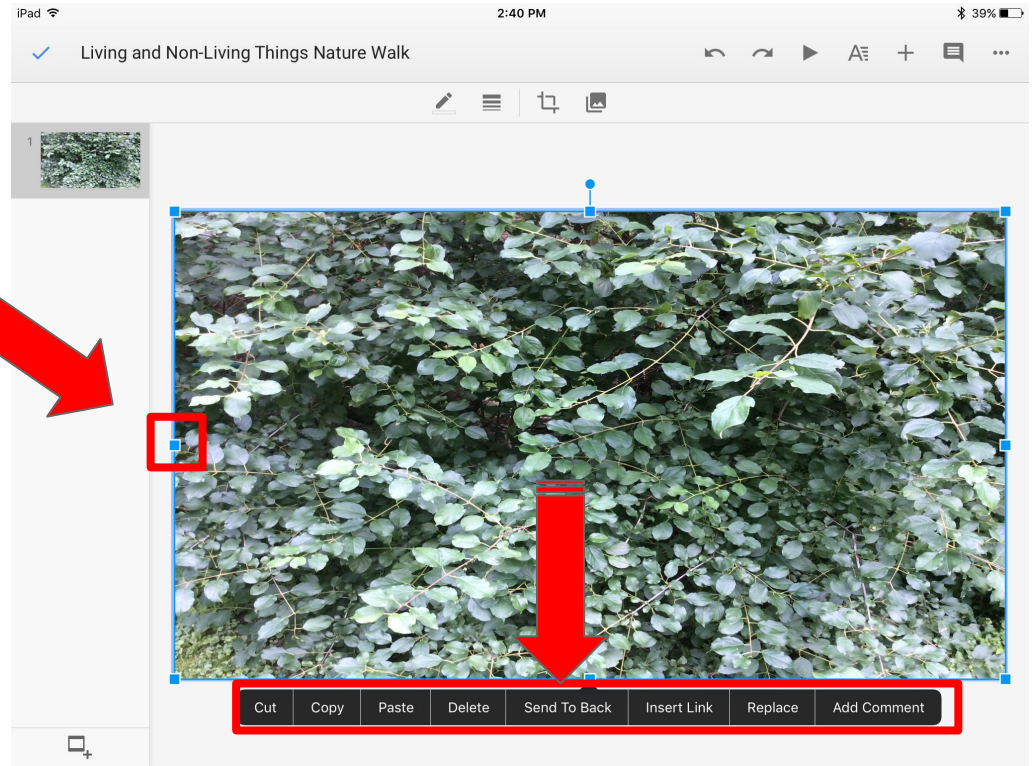 iPad 2:40 PM 39%
Living and Non-Living Things Nature Walk
1
Cut Copy Paste Delete Send To Back Insert Link Replace Add Comment